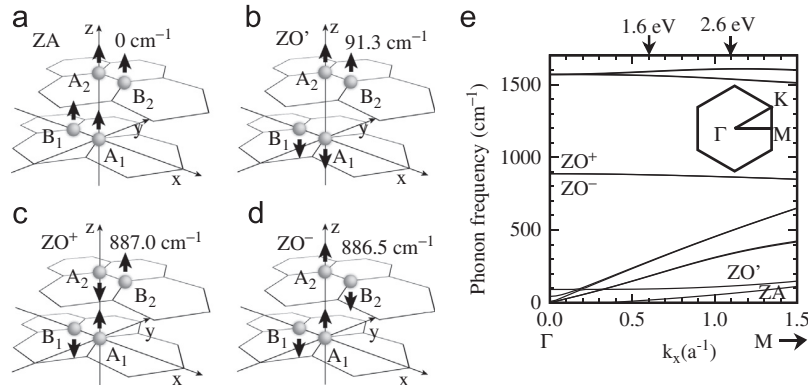 a
ZA
z
0 cm⁻¹
A₂
B₂
B₁
y
A₁
x
b
ZO'
z
91.3 cm⁻¹
A₂
B₂
B₁
y
A₁
x
c
ZO⁺
z
887.0 cm⁻¹
A₂
B₂
B₁
y
A₁
x
d
ZO⁻
z
886.5 cm⁻¹
A₂
B₂
B₁
y
A₁
x
e
1.6 eV
2.6 eV
Phonon frequency (cm⁻¹)
1500
1200
900
500
0
K
Γ
M
ZO⁺
ZO⁻
ZO'
ZA
0.0
0.5
1.0
1.5
Γ
kₓ(a⁻¹)
M